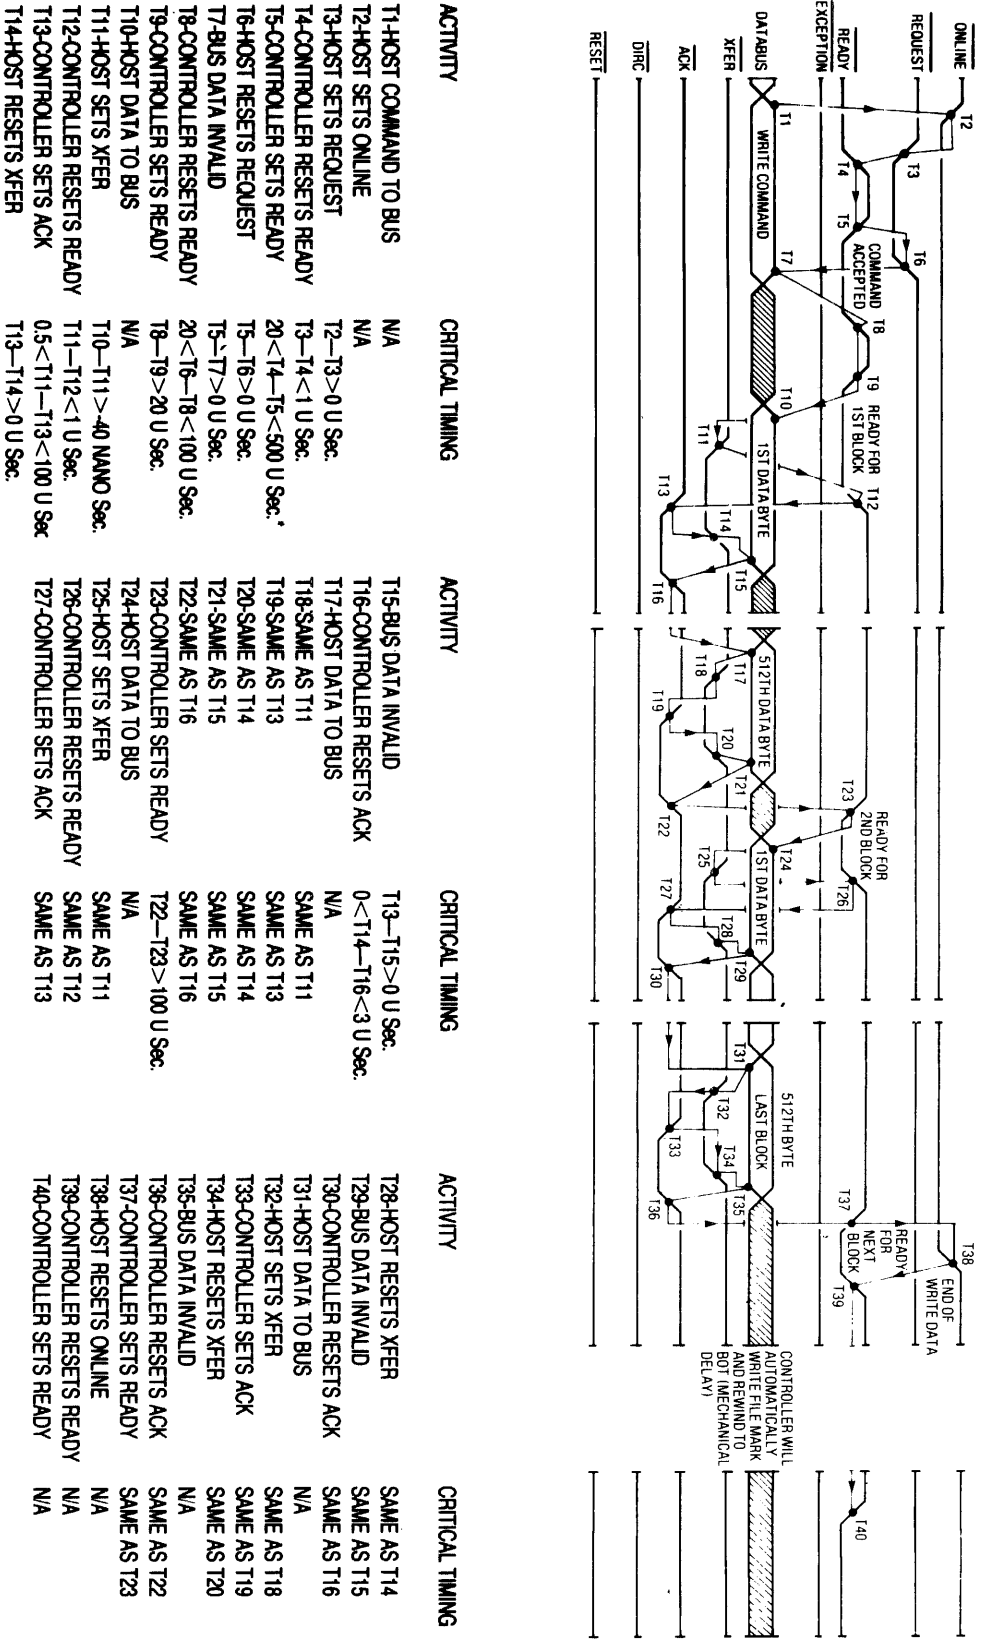 ONLINE
REQUEST
READY
EXCEPTION
DATABUS
XFER
ACK
DIRC
RESET
T1
T2
T3
T4
T5
T6
T7
T8
T9
T10
T11
T12
T13
T14
T15
T16
WRITE COMMAND
COMMAND
ACCEPTED
READY FOR
1ST BLOCK
1ST DATA BYTE
T17
T18
T19
T20
T21
T22
T23
T24
T25
T26
T27
T28
T29
T30
512TH DATA BYTE
READY FOR
2ND BLOCK
1ST DATA BYTE
T31
T32
T33
T34
T35
T36
T37
T38
T39
512TH BYTE
LAST BLOCK
READY
FOR
NEXT
BLOCK
END OF
WRITE DATA
CONTROLLER WILL
AUTOMATICALLY
WRITE FILE MARK
AND REWIND TO
BOT (MECHANICAL
DELAY)
T40
ACTIVITY CRITICAL TIMING
T1-HOST COMMAND TO BUS N/A
T2-HOST SETS ONLINE N/A
T3-HOST SETS REQUEST T2—T3>0 U Sec.
T4-CONTROLLER RESETS READY T3—T4<1 U Sec.
T5-CONTROLLER SETS READY 20<T4—T5<500 U Sec.*
T6-HOST RESETS REQUEST T5—T6>0 U Sec.
T7-BUS DATA INVALID T5—T7>0 U Sec.
T8-CONTROLLER RESETS READY 20<T6—T8<100 U Sec.
T9-CONTROLLER SETS READY T8—T9>20 U Sec.
T10-HOST DATA TO BUS N/A
T11-HOST SETS XFER T10—T11>-40 NANO Sec.
T12-CONTROLLER RESETS READY T11—T12<1 U Sec.
T13-CONTROLLER SETS ACK 0.5<T11—T13<100 U Sec
T14-HOST RESETS XFER T13—T14>0 U Sec.
ACTIVITY CRITICAL TIMING
T15-BUS DATA INVALID T13—T15>0 U Sec.
T16-CONTROLLER RESETS ACK 0<T14—T16<3 U Sec.
T17-HOST DATA TO BUS N/A
T18-SAME AS T11 SAME AS T11
T19-SAME AS T13 SAME AS T13
T20-SAME AS T14 SAME AS T14
T21-SAME AS T15 SAME AS T15
T22-SAME AS T16 SAME AS T16
T23-CONTROLLER SETS READY T22—T23>100 U Sec.
T24-HOST DATA TO BUS N/A
T25-HOST SETS XFER SAME AS T11
T26-CONTROLLER RESETS READY SAME AS T12
T27-CONTROLLER SETS ACK SAME AS T13
ACTIVITY CRITICAL TIMING
T28-HOST RESETS XFER SAME AS T14
T29-BUS DATA INVALID SAME AS T15
T30-CONTROLLER RESETS ACK SAME AS T16
T31-HOST DATA TO BUS N/A
T32-HOST SETS XFER SAME AS T18
T33-CONTROLLER SETS ACK SAME AS T19
T34-HOST RESETS XFER SAME AS T20
T35-BUS DATA INVALID N/A
T36-CONTROLLER RESETS ACK SAME AS T22
T37-CONTROLLER SETS READY SAME AS T23
T38-HOST RESETS ONLINE N/A
T39-CONTROLLER RESETS READY N/A
T40-CONTROLLER SETS READY N/A